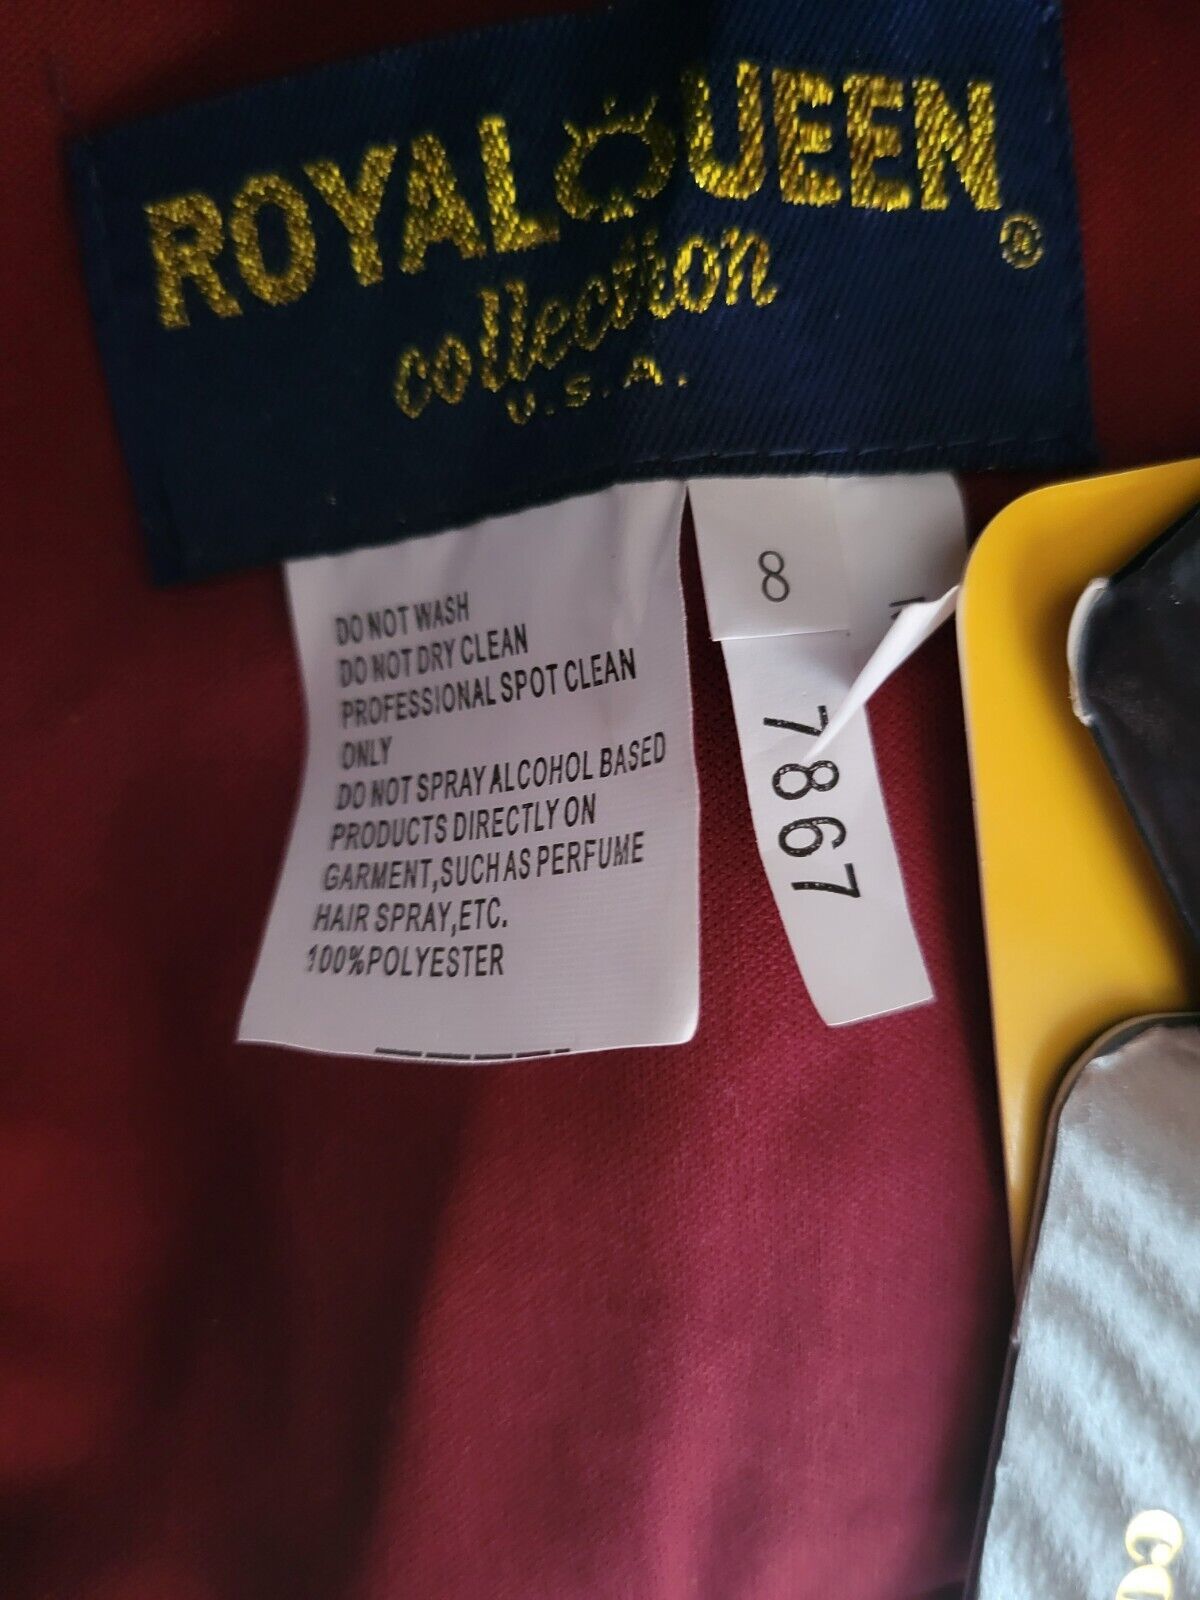 ROYAL QUEEN
collection ®
U.S.A.
8
DO NOT WASH
DO NOT DRY CLEAN
PROFESSIONAL SPOT CLEAN
ONLY
DO NOT SPRAY ALCOHOL BASED
PRODUCTS DIRECTLY ON
GARMENT,SUCH AS PERFUME
HAIR SPRAY,ETC.
100%POLYESTER
7867